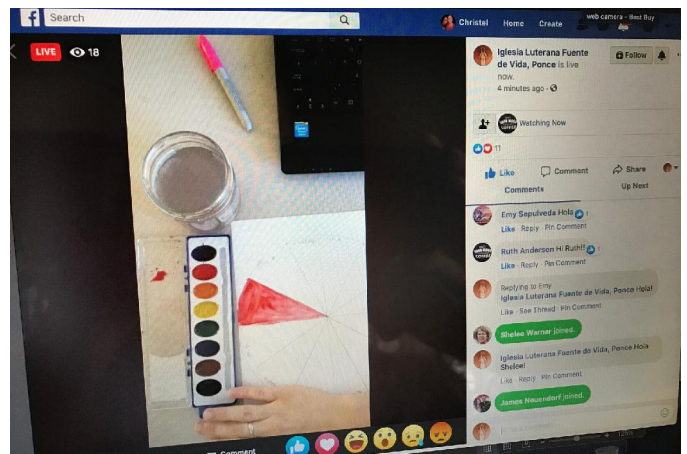 Search
Christel Home Create
web camera - Best Buy
LIVE 18
Iglesia Luterana Fuente
de Vida, Ponce is live
now.
4 minutes ago
Follow
Watching Now
11
Like Comment Share
Comments Up Next
Emy Sepulveda Hola 1
Like · Reply · Pin Comment
Ruth Anderson Hi Ruth!! 1
Like · Reply · Pin Comment
Replying to Emy
Iglesia Luterana Fuente de Vida, Ponce Hola!
Like · See Thread · Pin Comment
Shelee Warner joined.
Iglesia Luterana Fuente de Vida, Ponce Hola
Shelee!
Like · Reply · Pin Comment
James Neuendorf joined.
Comment